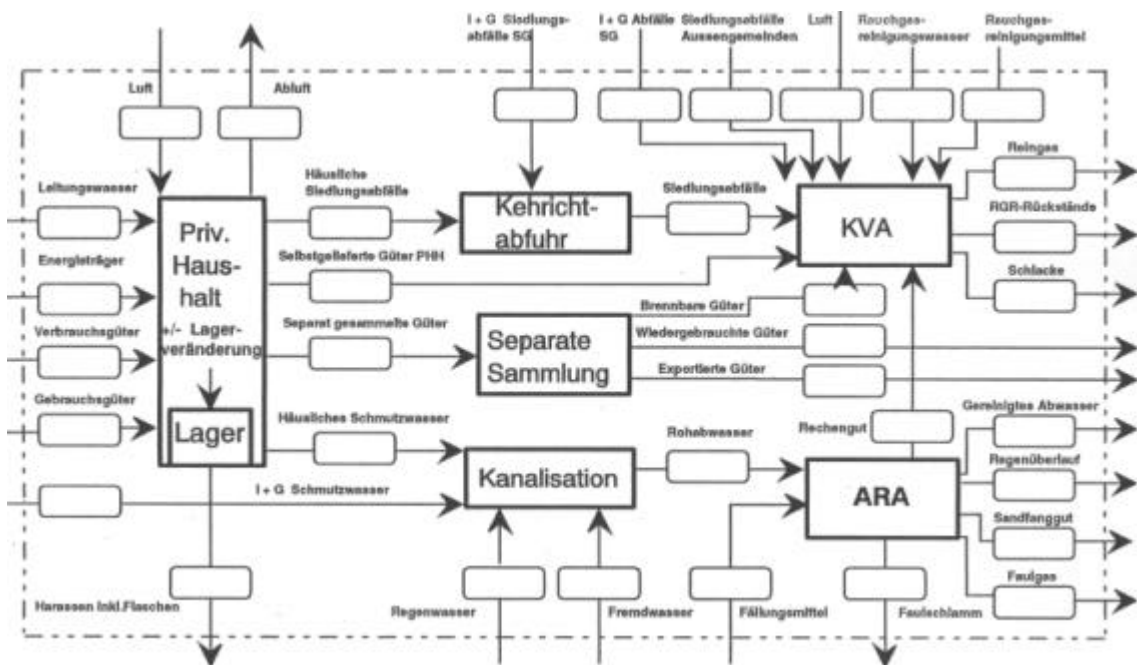 I + G Siedlungs-
abfälle SG
I + G Abfälle
SG
Siedlungsabfälle
Aussengemeinden
Luft
Rauchgas-
reinigungswasser
Rauchgas-
reinigungsmittel
Luft
Abluft
Leitungswasser
Energieträger
Verbrauchsgüter
Gebrauchsgüter
Priv.
Haus-
halt
+/- Lager-
veränderung
Lager
Häusliche
Siedlungsabfälle
Kehricht-
abfuhr
Siedlungsabfälle
KVA
Reingas
RGR-Rückstände
Schlacke
Selbstgelieferte Güter PHH
Separat gesammelte Güter
Separate
Sammlung
Brennbare Güter
Wiedergebrauchte Güter
Exportierte Güter
Häusliches Schmutzwasser
I + G Schmutzwasser
Kanalisation
Rohabwasser
Rechengut
ARA
Gereinigtes Abwasser
Regenüberlauf
Sandfanggut
Faulgas
Harassen inkl.Flaschen
Regenwasser
Fremdwasser
Fällungsmittel
Faulschlamm